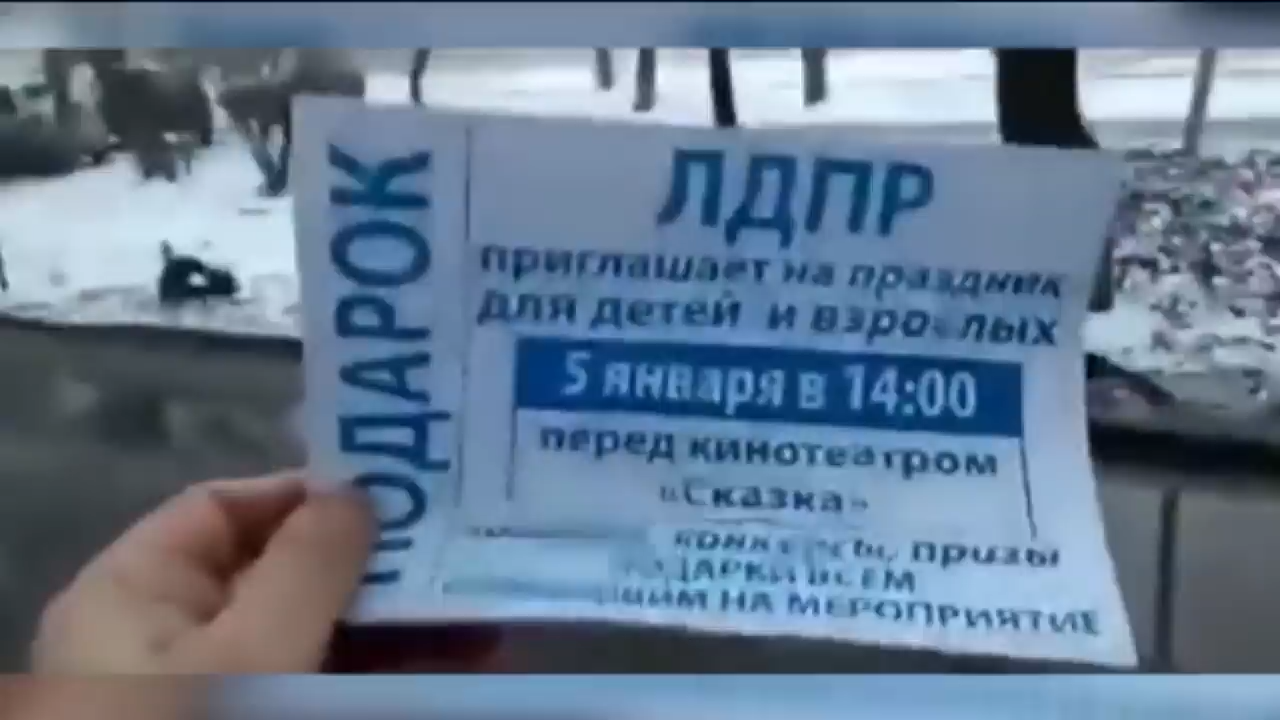 ПОДАРОК
ЛДПР
приглашает на праздник
для детей и взрослых
5 января в 14:00
перед кинотеатром
«Сказка»
конкурсы, призы
ПОДАРКИ ВСЕМ
НА МЕРОПРИЯТИЕ